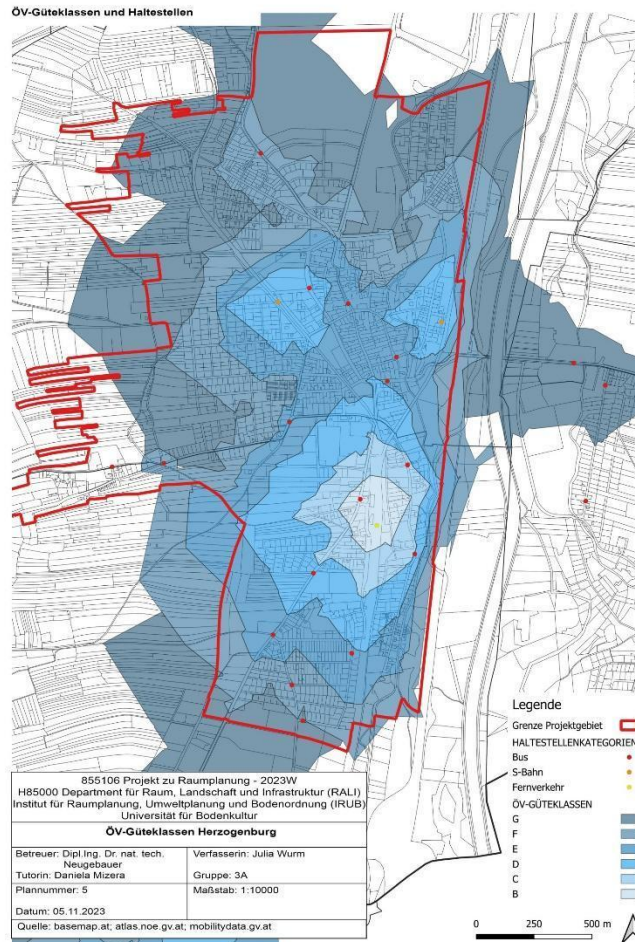 ÖV-Güteklassen und Haltestellen
Legende
Grenze Projektgebiet
HALTESTELLENKATEGORIEN
Bus
S-Bahn
Fernverkehr
ÖV-GÜTEKLASSEN
G
F
E
D
C
B
0 250 500 m
855106 Projekt zu Raumplanung - 2023W
H85000 Department für Raum, Landschaft und Infrastruktur (RALI)
Institut für Raumplanung, Umweltplanung und Bodenordnung (IRUB)
Universität für Bodenkultur
ÖV-Güteklassen Herzogenburg
Betreuer: Dipl.Ing. Dr. nat. tech.
Neugebauer
Tutorin: Daniela Mizera
Verfasserin: Julia Wurm
Gruppe: 3A
Plannummer: 5
Datum: 05.11.2023
Maßstab: 1:10000
Quelle: basemap.at; atlas.noe.gv.at; mobilitydata.gv.at